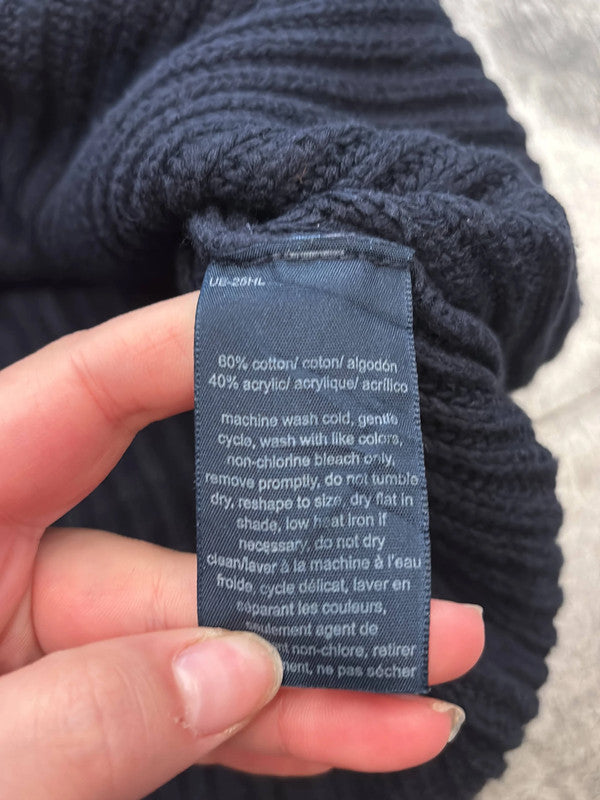 60% cotton/ coton/ algodón
40% acrylic/ acrylique/ acrílico
machine wash cold, gentle
cycle, wash with like colors,
non-chlorine bleach only,
remove promptly, do not tumble
dry, reshape to size, dry flat in
shade, low heat iron if
necessary, do not dry
clean/laver à la machine à l'eau
froide, cycle délicat, laver en
séparant les couleurs,
seulement agent de
non-chlore, retirer
ne pas sécher